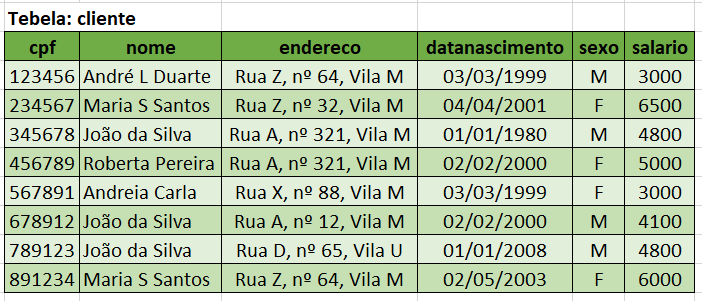 Tebela: cliente
cpf nome endereco datanascimento sexo salario
123456 André L Duarte Rua Z, nº 64, Vila M 03/03/1999 M 3000
234567 Maria S Santos Rua Z, nº 32, Vila M 04/04/2001 F 6500
345678 João da Silva Rua A, nº 321, Vila M 01/01/1980 M 4800
456789 Roberta Pereira Rua A, nº 321, Vila M 02/02/2000 F 5000
567891 Andreia Carla Rua X, nº 88, Vila M 03/03/1999 F 3000
678912 João da Silva Rua A, nº 12, Vila M 02/02/2000 M 4100
789123 João da Silva Rua D, nº 65, Vila U 01/01/2008 M 4800
891234 Maria S Santos Rua Z, nº 64, Vila M 02/05/2003 F 6000